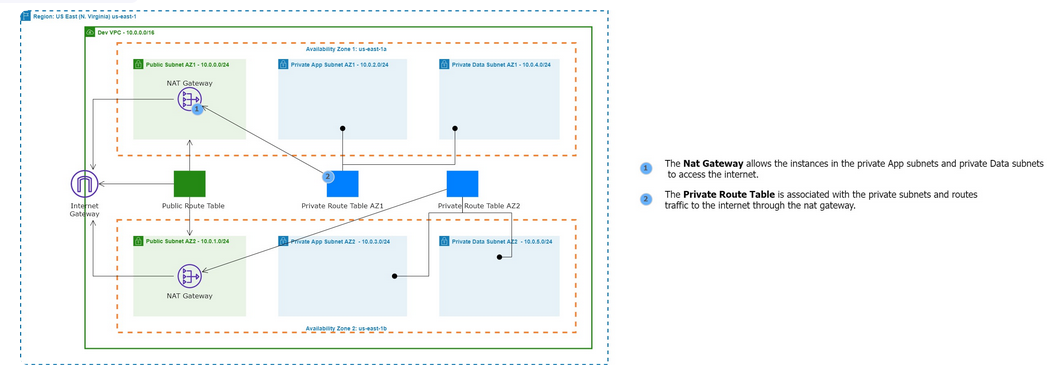 Region: US East (N. Virginia) us-east-1
Dev VPC - 10.0.0.0/16
Availability Zone 1: us-east-1a
Public Subnet AZ1 - 10.0.0.0/24
Private App Subnet AZ1 - 10.0.2.0/24
Private Data Subnet AZ1 - 10.0.4.0/24
NAT Gateway
1
2
Internet
Gateway
Public Route Table
Private Route Table AZ1
Private Route Table AZ2
Public Subnet AZ2 - 10.0.1.0/24
Private App Subnet AZ2 - 10.0.3.0/24
Private Data Subnet AZ2 - 10.0.5.0/24
NAT Gateway
Availability Zone 2: us-east-1b
1
The Nat Gateway allows the instances in the private App subnets and private Data subnets
to access the internet.
2
The Private Route Table is associated with the private subnets and routes
traffic to the internet through the nat gateway.